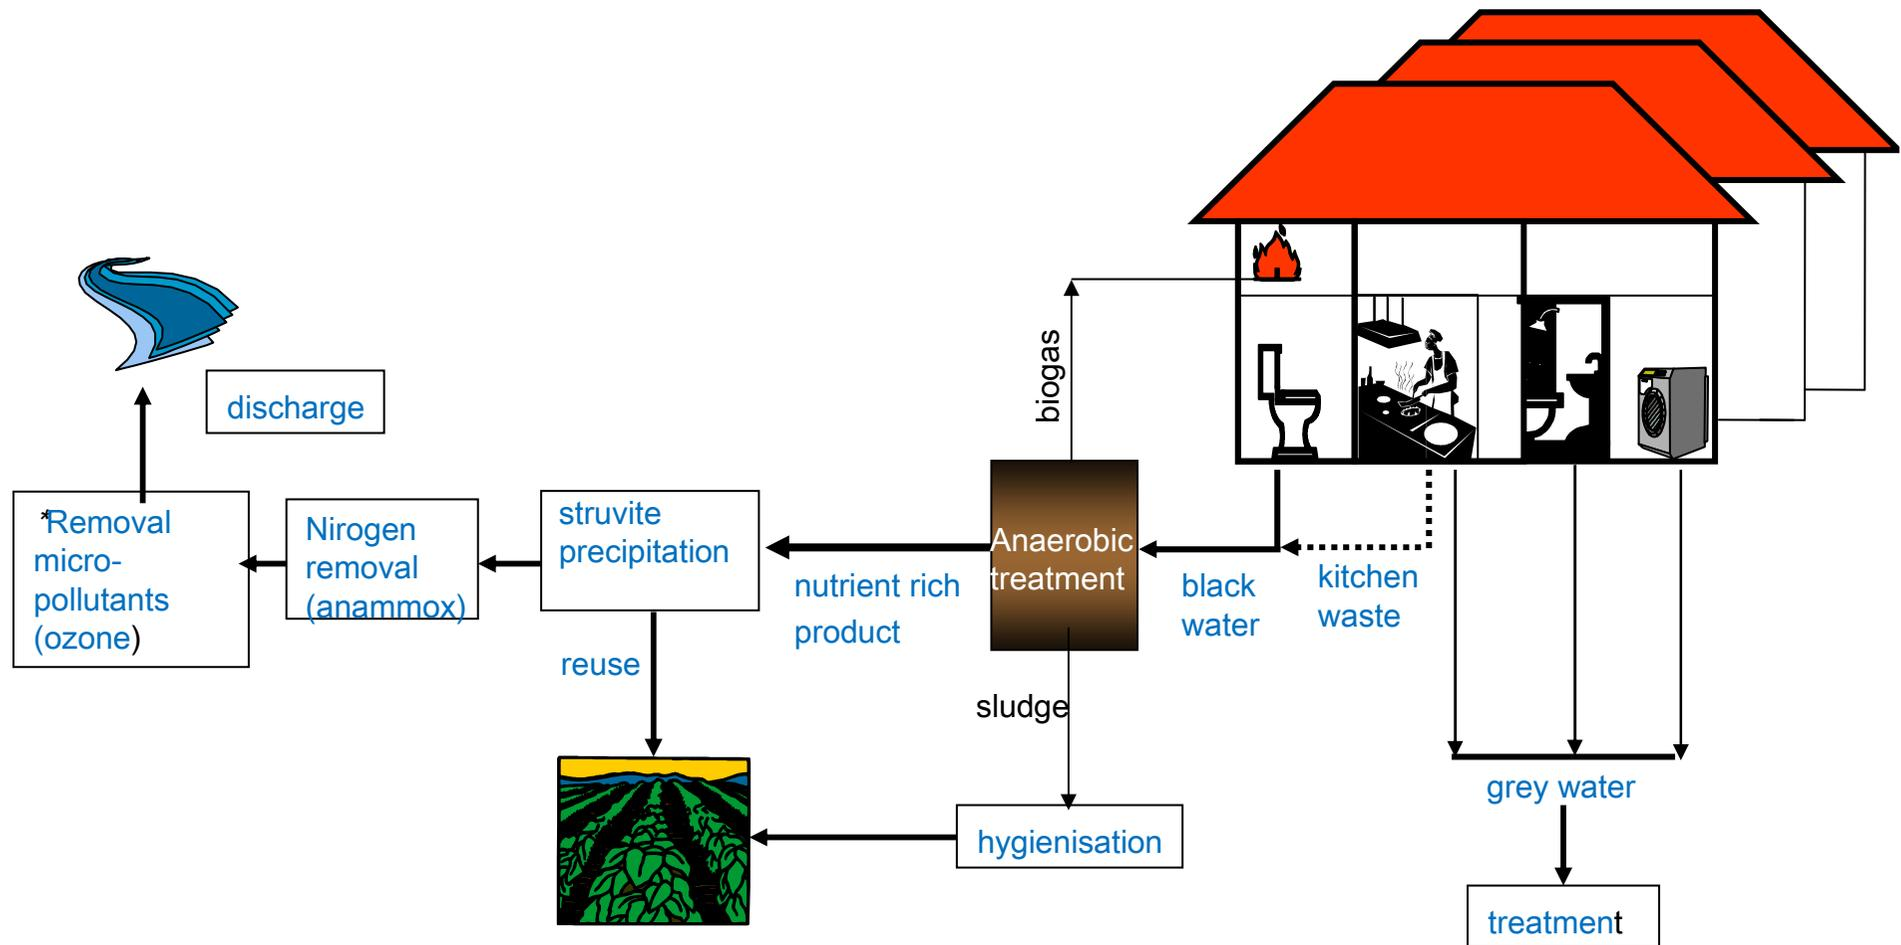 biogas
discharge
*Removal
micro-
pollutants
(ozone)
Nirogen
removal
(anammox)
struvite
precipitation
nutrient rich
product
Anaerobic
treatment
black
water
kitchen
waste
reuse
sludge
hygienisation
grey water
treatment